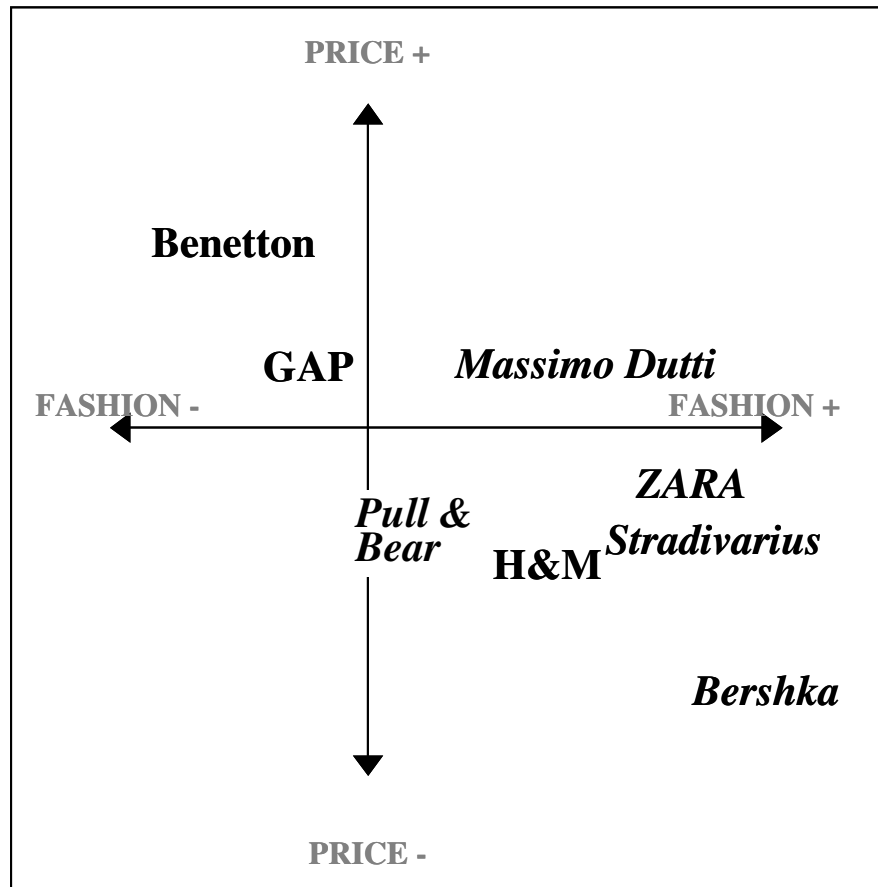 PRICE +
Benetton
GAP
Massimo Dutti
FASHION -
FASHION +
ZARA
Pull &
Bear
Stradivarius
H&M
Bershka
PRICE -